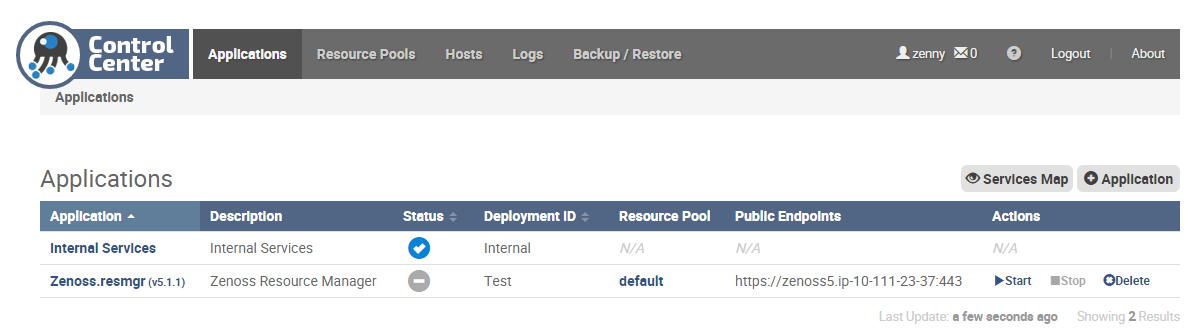 Control Center
Applications Resource Pools Hosts Logs Backup / Restore zenny 0 ? Logout About
Applications
Applications
Services Map Application
Application Description Status Deployment ID Resource Pool Public Endpoints Actions
Internal Services Internal Services Internal N/A N/A N/A
Zenoss.resmgr (v5.1.1) Zenoss Resource Manager Test default https://zenoss5.ip-10-111-23-37:443 Start Stop Delete
Last Update: a few seconds ago Showing 2 Results